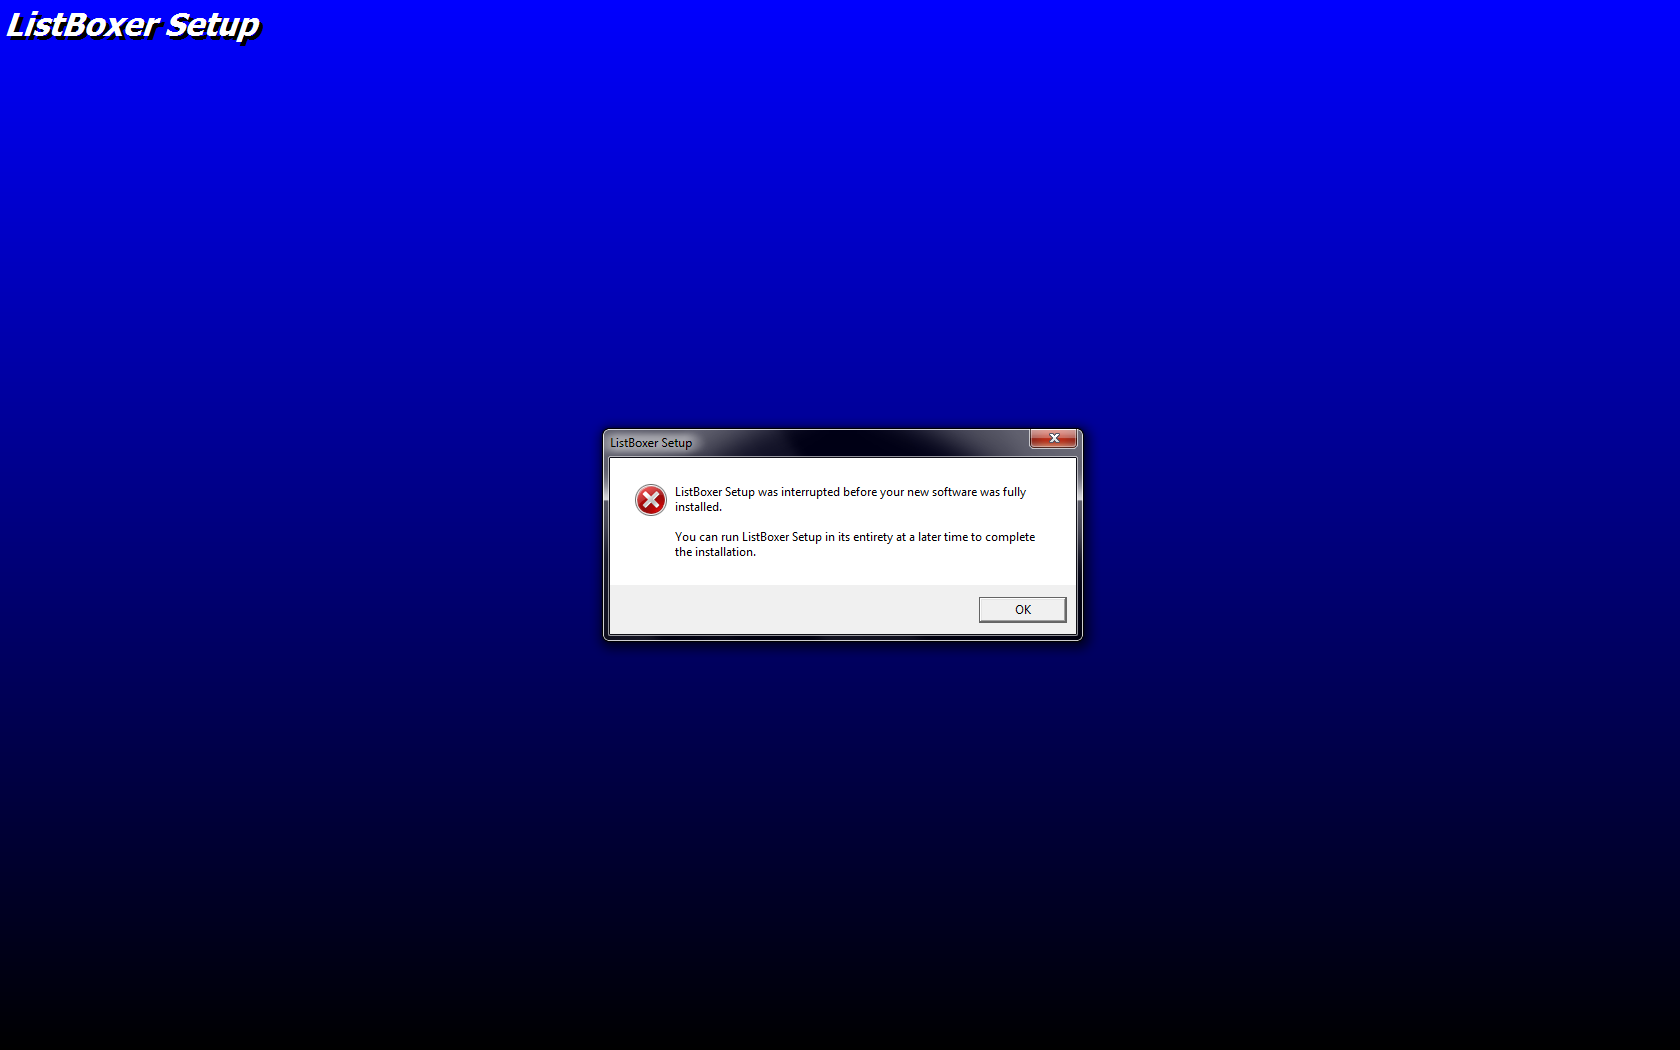 ListBoxer Setup
ListBoxer Setup
ListBoxer Setup was interrupted before your new software was fully
installed.
You can run ListBoxer Setup in its entirety at a later time to complete
the installation.
OK